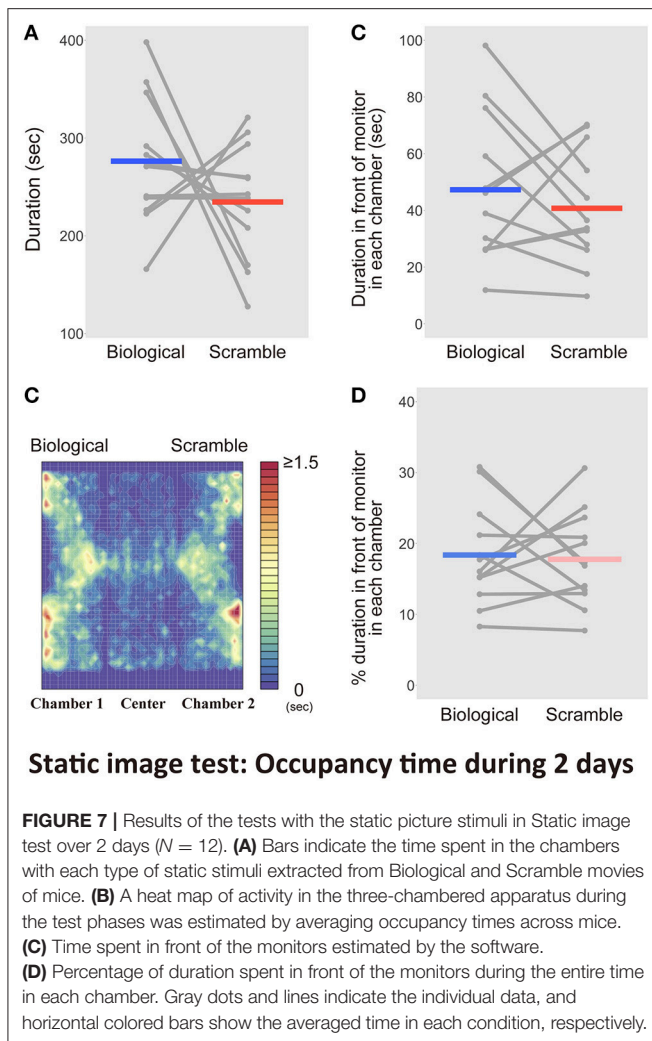 A
400
300
200
100
Duration (sec)
Biological
Scramble
C
100
80
60
40
20
0
Duration in front of monitor
in each chamber (sec)
Biological
Scramble
C
Biological
Scramble
≥1.5
0
(sec)
Chamber 1
Center
Chamber 2
D
40
30
20
10
0
% duration in front of monitor
in each chamber
Biological
Scramble
Static image test: Occupancy time during 2 days
FIGURE 7 | Results of the tests with the static picture stimuli in Static image
test over 2 days (N = 12). (A) Bars indicate the time spent in the chambers
with each type of static stimuli extracted from Biological and Scramble movies
of mice. (B) A heat map of activity in the three-chambered apparatus during
the test phases was estimated by averaging occupancy times across mice.
(C) Time spent in front of the monitors estimated by the software.
(D) Percentage of duration spent in front of the monitors during the entire time
in each chamber. Gray dots and lines indicate the individual data, and
horizontal colored bars show the averaged time in each condition, respectively.